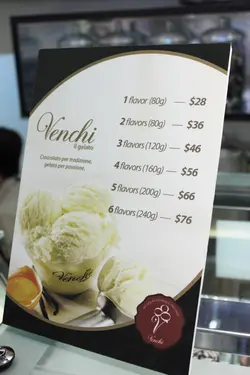 Venchi
il gelato
Cioccolato per tradizione,
gelato per passione.
1 flavor (80g) — $28
2 flavors (80g) — $36
3 flavors (120g) — $46
4 flavors (160g) — $56
5 flavors (200g) — $66
6 flavors (240g) — $76
Venchi
Venchi